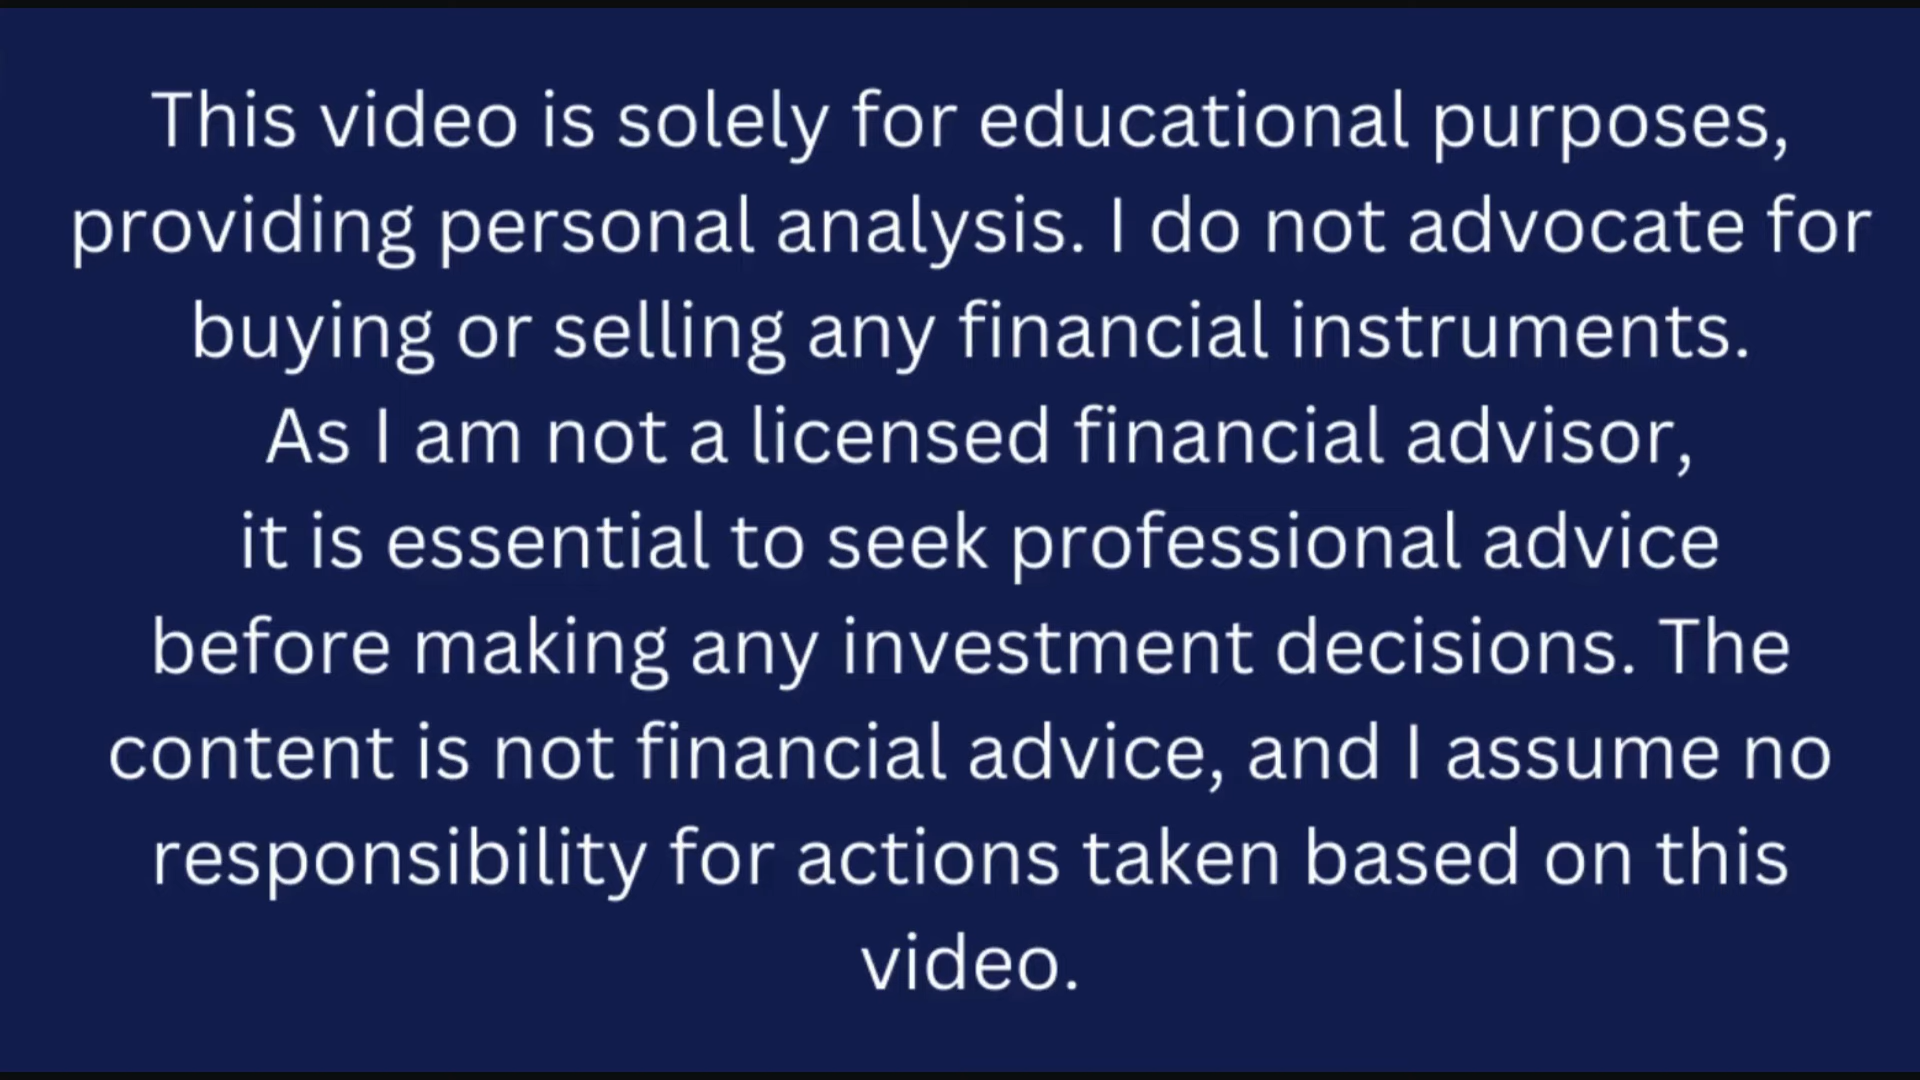 This video is solely for educational purposes,
providing personal analysis. I do not advocate for
buying or selling any financial instruments.
As I am not a licensed financial advisor,
it is essential to seek professional advice
before making any investment decisions. The
content is not financial advice, and I assume no
responsibility for actions taken based on this
video.